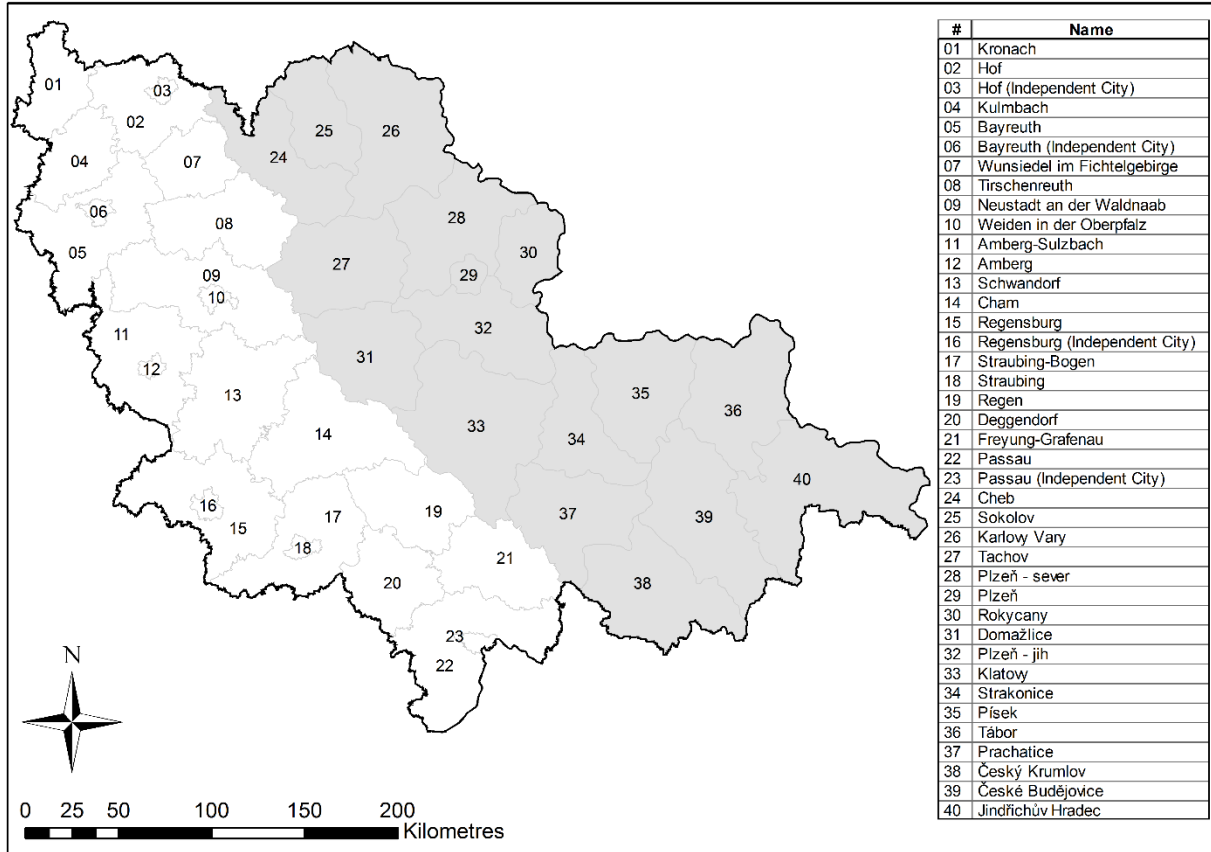 01
02
03
04
05
06
07
08
09
10
11
12
13
14
15
16
17
18
19
20
21
22
23
24
25
26
27
28
29
30
31
32
33
34
35
36
37
38
39
40
N
0 25 50 100 150 200
Kilometres
# Name
01 Kronach
02 Hof
03 Hof (Independent City)
04 Kulmbach
05 Bayreuth
06 Bayreuth (Independent City)
07 Wunsiedel im Fichtelgebirge
08 Tirschenreuth
09 Neustadt an der Waldnaab
10 Weiden in der Oberpfalz
11 Amberg-Sulzbach
12 Amberg
13 Schwandorf
14 Cham
15 Regensburg
16 Regensburg (Independent City)
17 Straubing-Bogen
18 Straubing
19 Regen
20 Deggendorf
21 Freyung-Grafenau
22 Passau
23 Passau (Independent City)
24 Cheb
25 Sokolov
26 Karlovy Vary
27 Tachov
28 Plzeň - sever
29 Plzeň
30 Rokycany
31 Domažlice
32 Plzeň - jih
33 Klatovy
34 Strakonice
35 Písek
36 Tábor
37 Prachatice
38 Český Krumlov
39 České Budějovice
40 Jindřichův Hradec